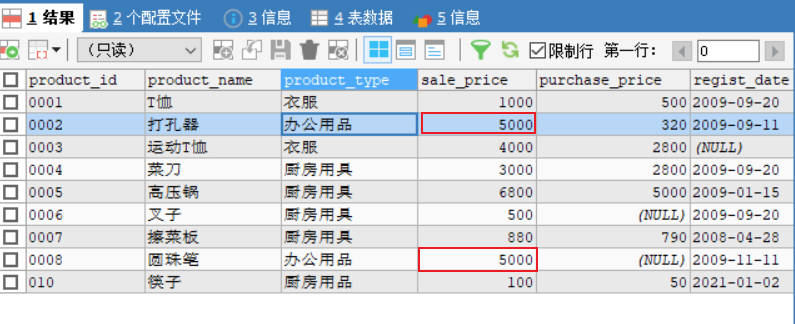 1 结果 2 个配置文件 3 信息 4 表数据 5 信息
（只读） 限制行 第一行： 0
product_id product_name product_type sale_price purchase_price regist_date
0001 T恤 衣服 1000 500 2009-09-20
0002 打孔器 办公用品 5000 320 2009-09-11
0003 运动T恤 衣服 4000 2800 (NULL)
0004 菜刀 厨房用具 3000 2800 2009-09-20
0005 高压锅 厨房用具 6800 5000 2009-01-15
0006 叉子 厨房用具 500 (NULL) 2009-09-20
0007 擦菜板 厨房用具 880 790 2008-04-28
0008 圆珠笔 办公用品 5000 (NULL) 2009-11-11
010 筷子 厨房用具 100 50 2021-01-02